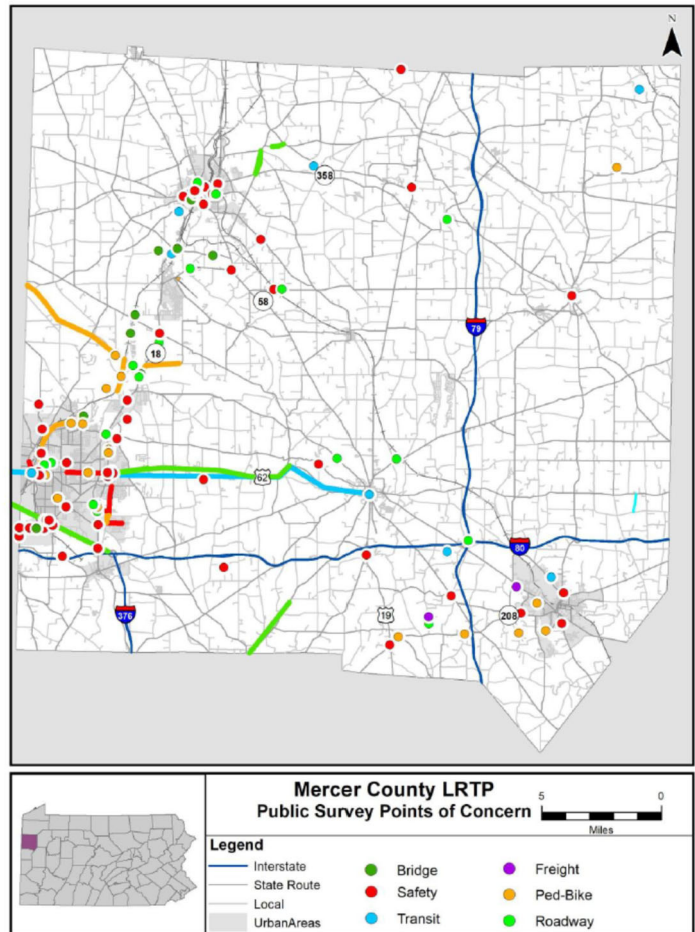 N
358
58
79
18
62
80
19
208
376
Mercer County LRTP
Public Survey Points of Concern
5 0
Miles
Legend
Interstate
State Route
Local
UrbanAreas
Bridge
Safety
Transit
Freight
Ped-Bike
Roadway